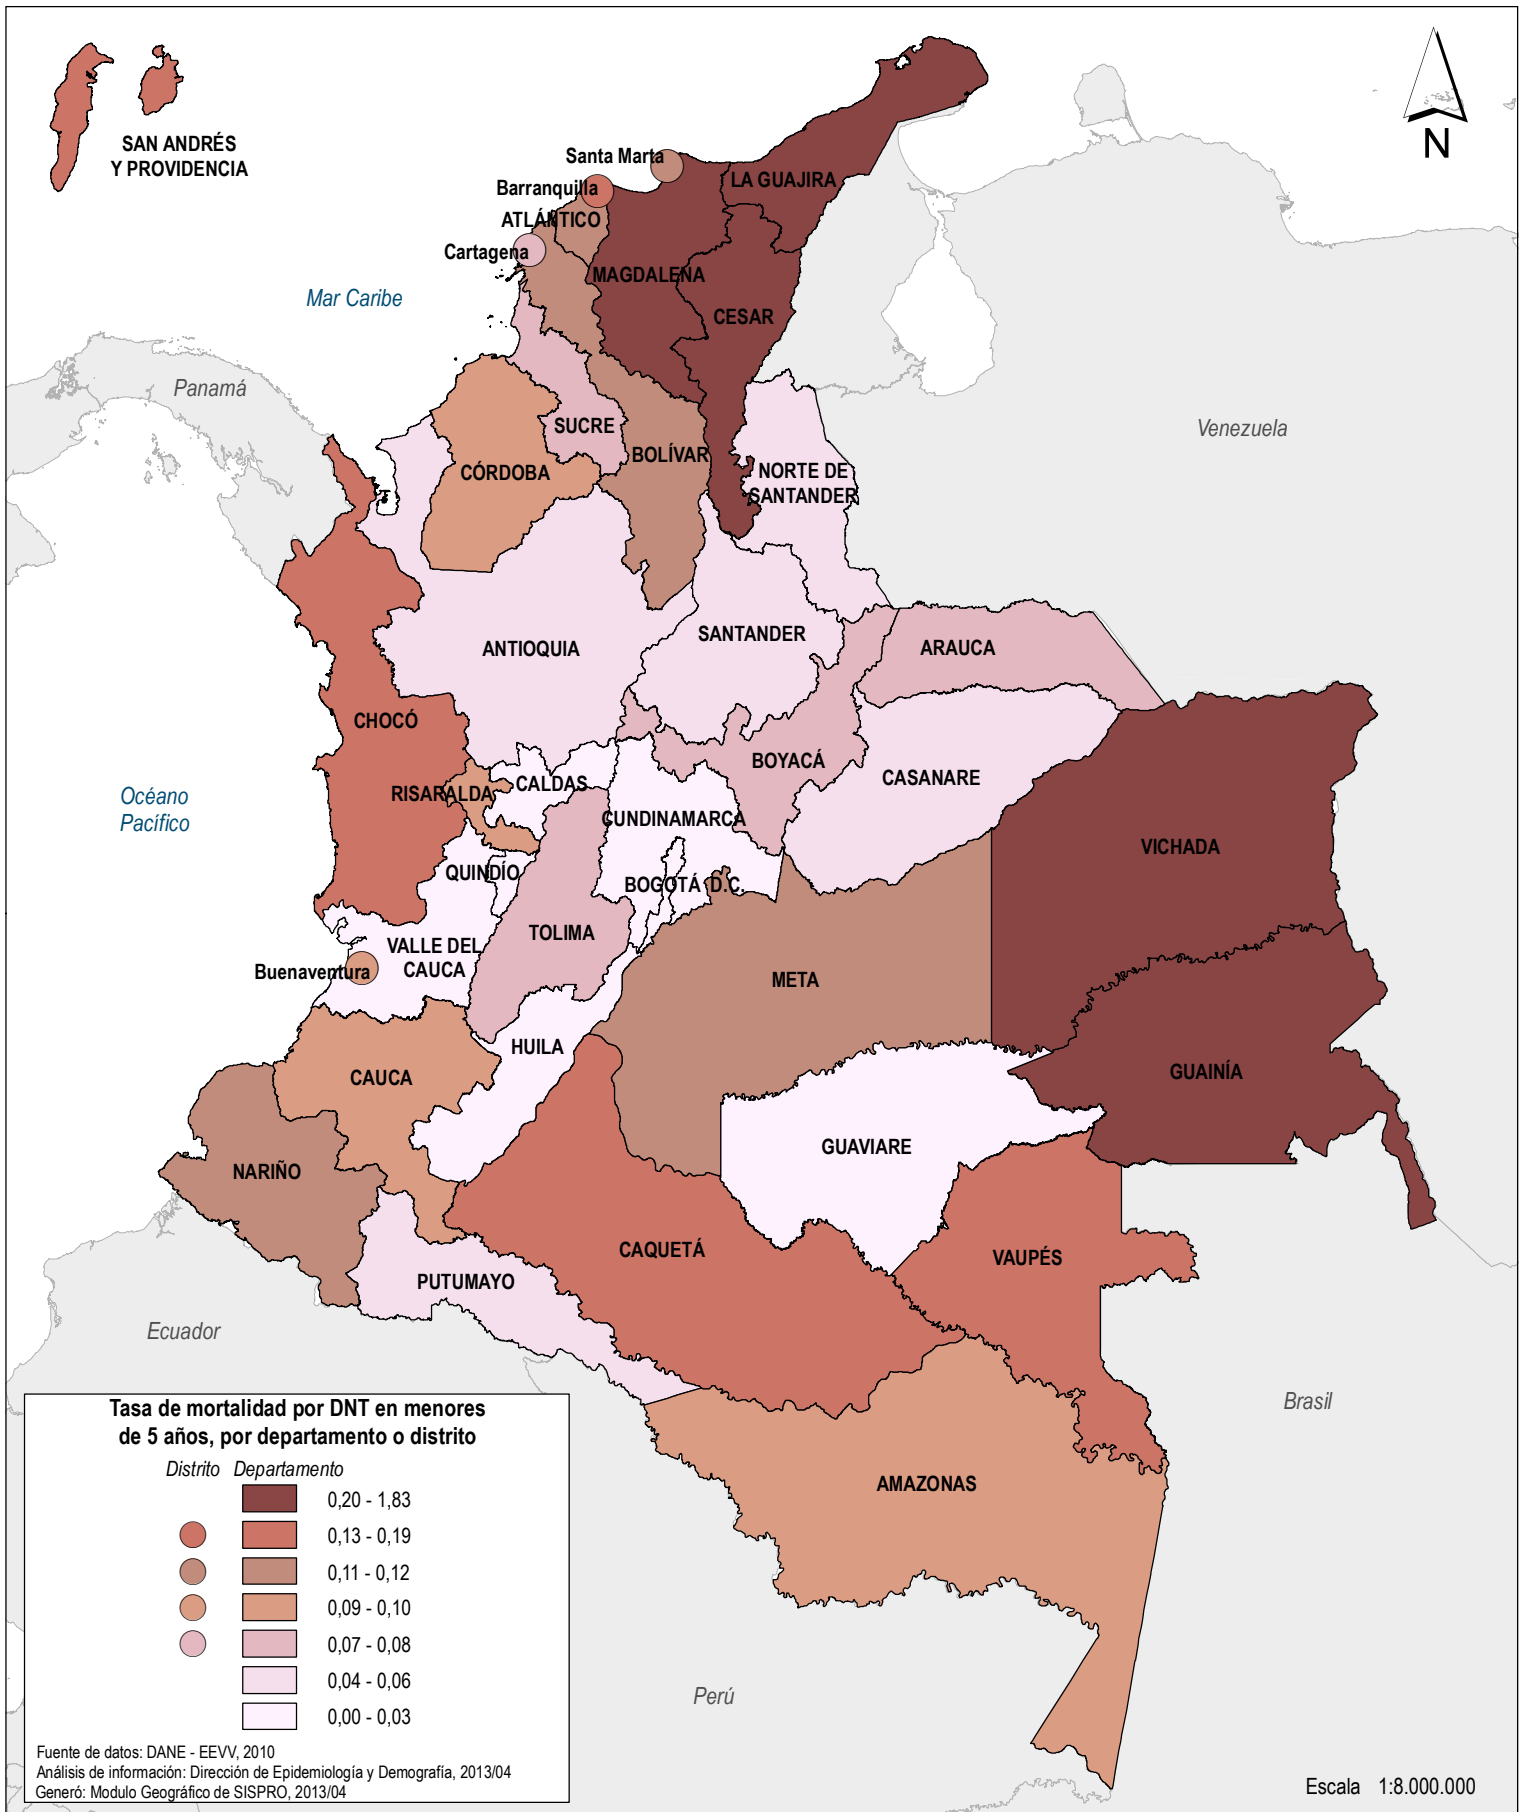 SAN ANDRÉS
Y PROVIDENCIA
N
Santa Marta
Barranquilla
LA GUAJIRA
ATLÁNTICO
Cartagena
MAGDALENA
Mar Caribe
CESAR
Panamá
SUCRE
Venezuela
BOLÍVAR
CÓRDOBA
NORTE DE
SANTANDER
SANTANDER
ANTIOQUIA
ARAUCA
CHOCÓ
BOYACÁ
CASANARE
CALDAS
RISARALDA
Océano
Pacífico
CUNDINAMARCA
VICHADA
QUINDÍO
BOGOTÁ D.C.
TOLIMA
VALLE DEL
CAUCA
Buenaventura
META
HUILA
CAUCA
GUAINÍA
GUAVIARE
NARIÑO
CAQUETÁ
VAUPÉS
PUTUMAYO
Ecuador
Brasil
AMAZONAS
Perú
Tasa de mortalidad por DNT en menores
de 5 años, por departamento o distrito
Distrito Departamento
0,20 - 1,83
0,13 - 0,19
0,11 - 0,12
0,09 - 0,10
0,07 - 0,08
0,04 - 0,06
0,00 - 0,03
Fuente de datos: DANE - EEVV, 2010
Análisis de información: Dirección de Epidemiología y Demografía, 2013/04
Generó: Modulo Geográfico de SISPRO, 2013/04
Escala 1:8.000.000